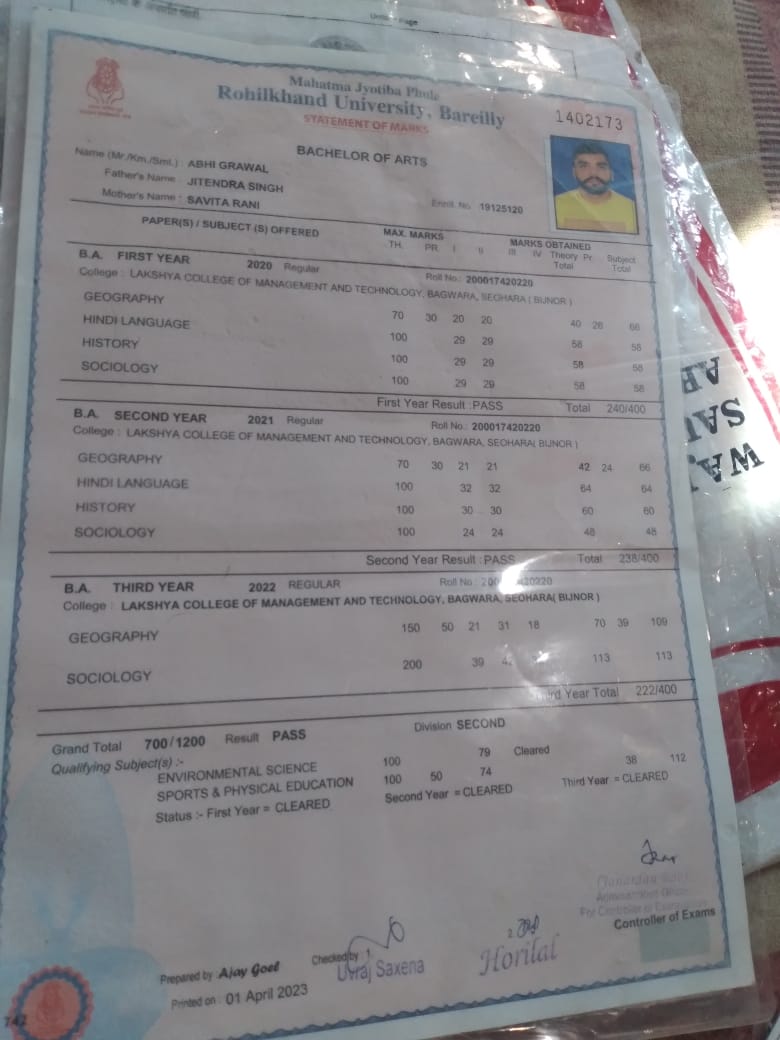 Mahatma Jyotiba Phule
Rohilkhand University, Bareilly
STATEMENT OF MARKS
1402173
BACHELOR OF ARTS
Name (Mr./Km./Smt.) : ABHI GRAWAL
Father's Name : JITENDRA SINGH
Mother's Name : SAVITA RANI
Enrol. No. 19125120
PAPER(S) / SUBJECT (S) OFFERED MAX. MARKS MARKS OBTAINED
TH. PR I II III IV Theory Total Pr. Subject Total
B.A. FIRST YEAR 2020 Regular Roll No.: 200017420220
College : LAKSHYA COLLEGE OF MANAGEMENT AND TECHNOLOGY, BAGWARA, SEOHARA ( BIJNOR )
GEOGRAPHY 70 30 20 20 40 26 66
HINDI LANGUAGE 100 29 29 58 58
HISTORY 100 29 29 58 58
SOCIOLOGY 100 29 29 58 58
First Year Result : PASS Total 240/400
B.A. SECOND YEAR 2021 Regular Roll No.: 200017420220
College : LAKSHYA COLLEGE OF MANAGEMENT AND TECHNOLOGY, BAGWARA, SEOHARA( BIJNOR )
GEOGRAPHY 70 30 21 21 42 24 66
HINDI LANGUAGE 100 32 32 64 64
HISTORY 100 30 30 60 60
SOCIOLOGY 100 24 24 48 48
Second Year Result : PASS Total 238/400
B.A. THIRD YEAR 2022 REGULAR Roll No : 420220
College : LAKSHYA COLLEGE OF MANAGEMENT AND TECHNOLOGY, BAGWARA, SEOHARA( BIJNOR )
GEOGRAPHY 150 50 21 31 18 70 39 109
SOCIOLOGY 200 39 113 113
Third Year Total 222/400
Grand Total 700/1200 Result PASS Division SECOND
Qualifying Subject(s) :-
ENVIRONMENTAL SCIENCE 100 79 Cleared
SPORTS & PHYSICAL EDUCATION 100 50 74 38 112
Status :- First Year = CLEARED Second Year = CLEARED Third Year = CLEARED
For Controller of Examinations
Controller of Exams
Prepared by Ajay Goel
Checked by
Uvraj Saxena
Horilal
Printed on : 01 April 2023